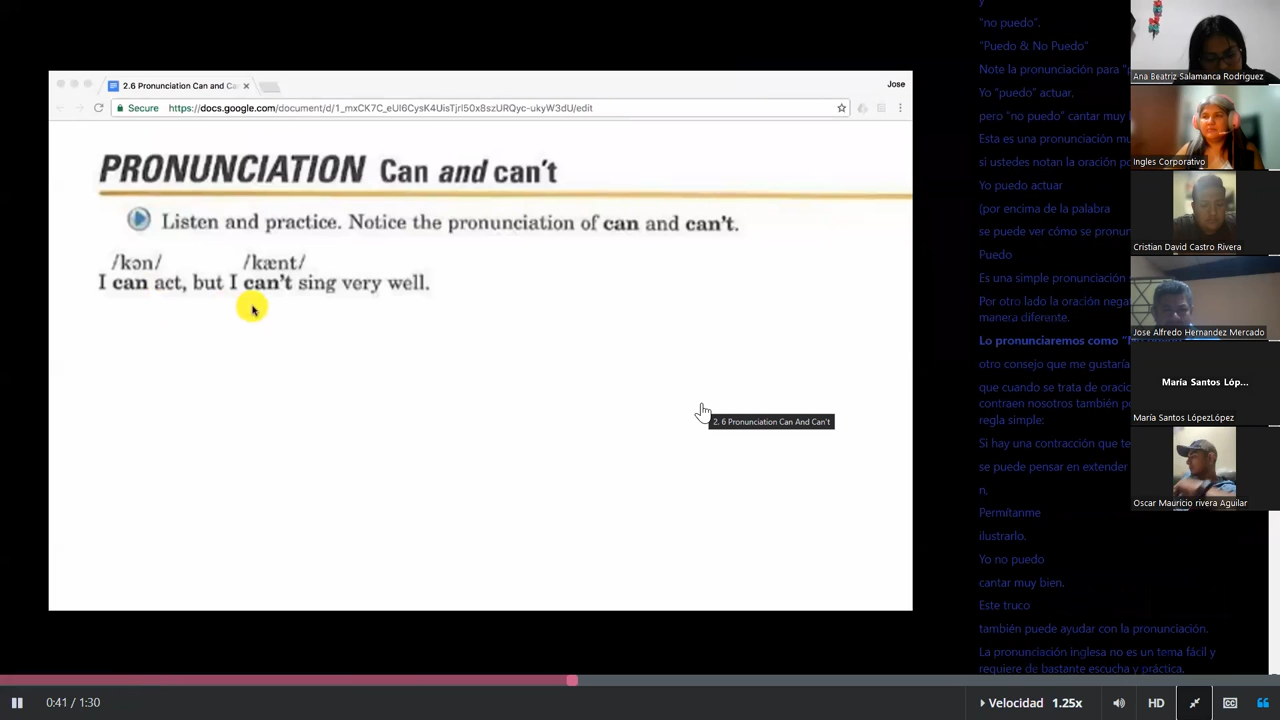 2.6 Pronunciation Can and Ca
Jose
Secure
https://docs.google.com/document/d/1_mxCK7C_eUI6CysK4UisTjrl50x8szURQyc-ukyW3dU/edit
PRONUNCIATION Can and can't
Listen and practice. Notice the pronunciation of can and can't.
/kən/ /kænt/
I can act, but I can't sing very well.
2. 6 Pronunciation Can And Can't
0:41 / 1:30
Velocidad 1.25x
HD
y
"no puedo".
"Puedo & No Puedo"
Note la pronunciación para
Yo "puedo" actuar,
pero "no puedo" cantar muy
Esta es una pronunciación
si ustedes notan la oración
Yo puedo actuar
(por encima de la palabra
se puede ver cómo se
Puedo
Es una simple pronunciación
Por otro lado la oración
manera diferente.
Lo pronunciaremos como
otro consejo que me gustaría
que cuando se trata de
contraen nosotros también
regla simple:
Si hay una contracción que
se puede pensar en extender
n,
Permítanme
ilustrarlo.
Yo no puedo
cantar muy bien,
Este truco
también puede ayudar con la pronunciación.
La pronunciación inglesa no es un tema fácil y
requiere de bastante escucha y práctica.
Ana Beatriz Salamanca Rodriguez
Ingles Corporativo
Cristian David Castro Rivera
Jose Alfredo Hernandez Mercado
María Santos Lóp...
María Santos LópezLópez
Oscar Mauricio rivera Aguilar